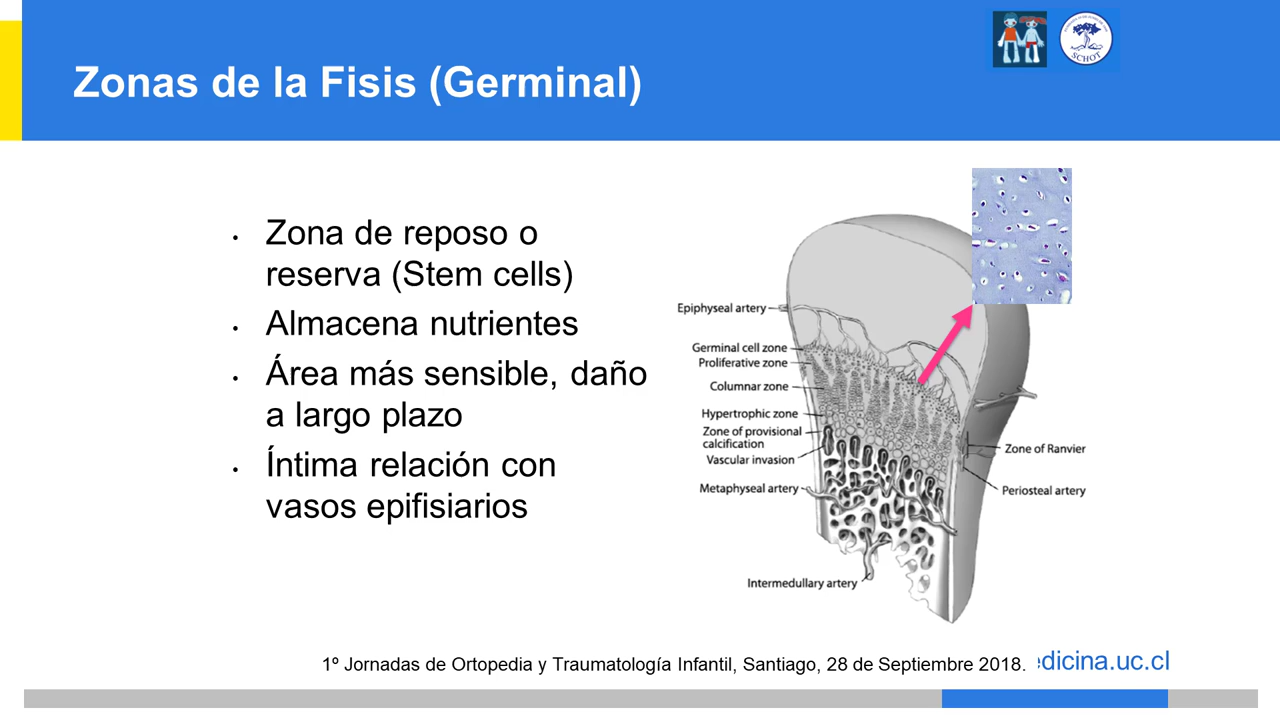 Zonas de la Fisis (Germinal)
SCHOT
• Zona de reposo o
reserva (Stem cells)
• Almacena nutrientes
• Área más sensible, daño
a largo plazo
• Íntima relación con
vasos epifisiarios
Epiphyseal artery
Germinal cell zone
Proliferative zone
Columnar zone
Hypertrophic zone
Zone of provisional
calcification
Vascular invasion
Metaphyseal artery
Intermedullary artery
Zone of Ranvier
Periosteal artery
1º Jornadas de Ortopedia y Traumatología Infantil, Santiago, 28 de Septiembre 2018.
edicina.uc.cl